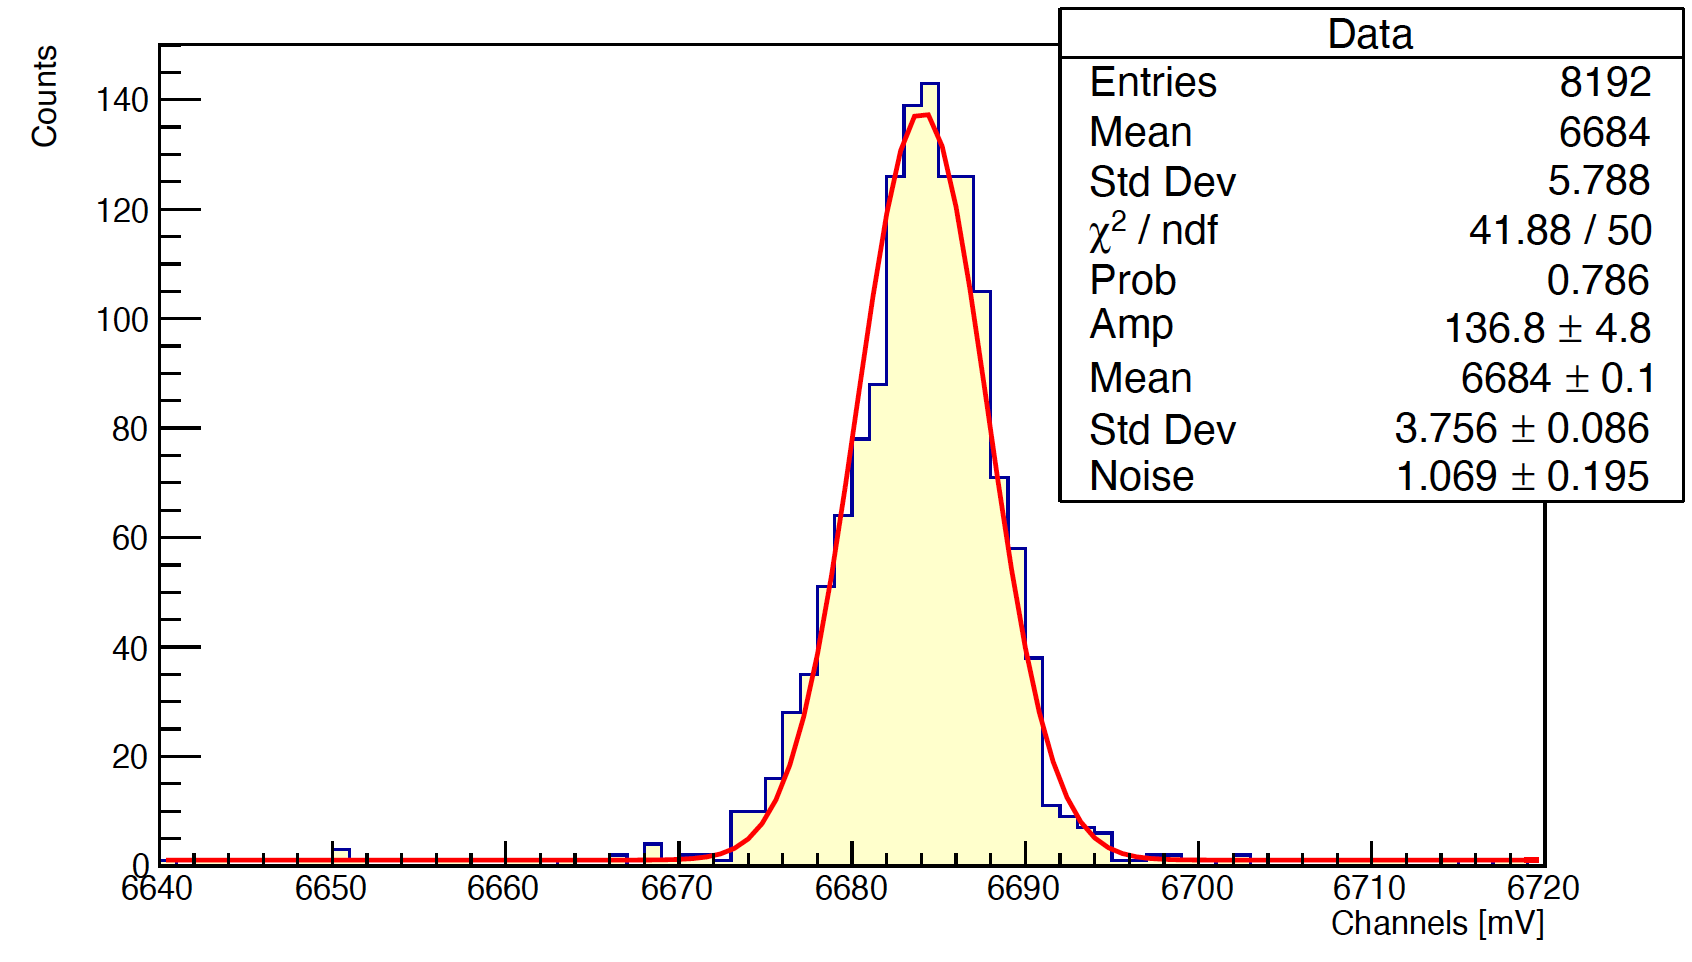 Counts
140
120
100
80
60
40
20
0
6640 6650 6660 6670 6680 6690 6700 6710 6720
Channels [mV]
Data
Entries 8192
Mean 6684
Std Dev 5.788
χ² / ndf 41.88 / 50
Prob 0.786
Amp 136.8 ± 4.8
Mean 6684 ± 0.1
Std Dev 3.756 ± 0.086
Noise 1.069 ± 0.195